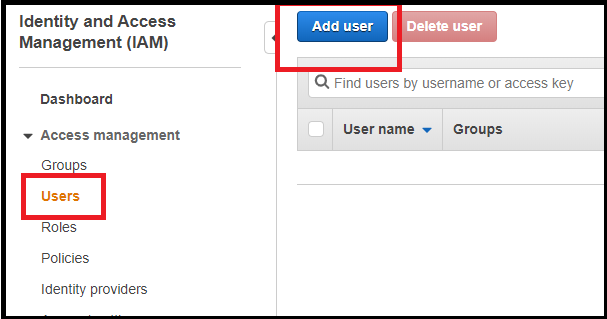 Identity and Access
Management (IAM)
Dashboard
Access management
Groups
Users
Roles
Policies
Identity providers
Add user
Delete user
Find users by username or access key
User name
Groups